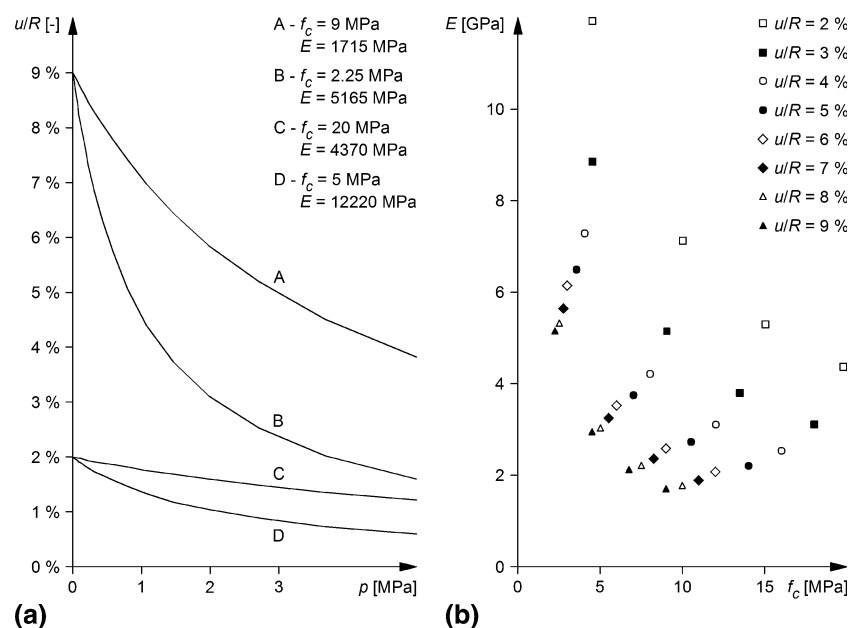 u/R [-]
9 %
8 %
7 %
6 %
5 %
4 %
3 %
2 %
1 %
0 %
0
1
2
3
p [MPa]
A - f_c = 9 MPa
E = 1715 MPa
B - f_c = 2.25 MPa
E = 5165 MPa
C - f_c = 20 MPa
E = 4370 MPa
D - f_c = 5 MPa
E = 12220 MPa
A
B
C
D
(a)
E [GPa]
10
8
6
4
2
0
0
5
10
15
f_c [MPa]
u/R = 2 %
u/R = 3 %
u/R = 4 %
u/R = 5 %
u/R = 6 %
u/R = 7 %
u/R = 8 %
u/R = 9 %
(b)